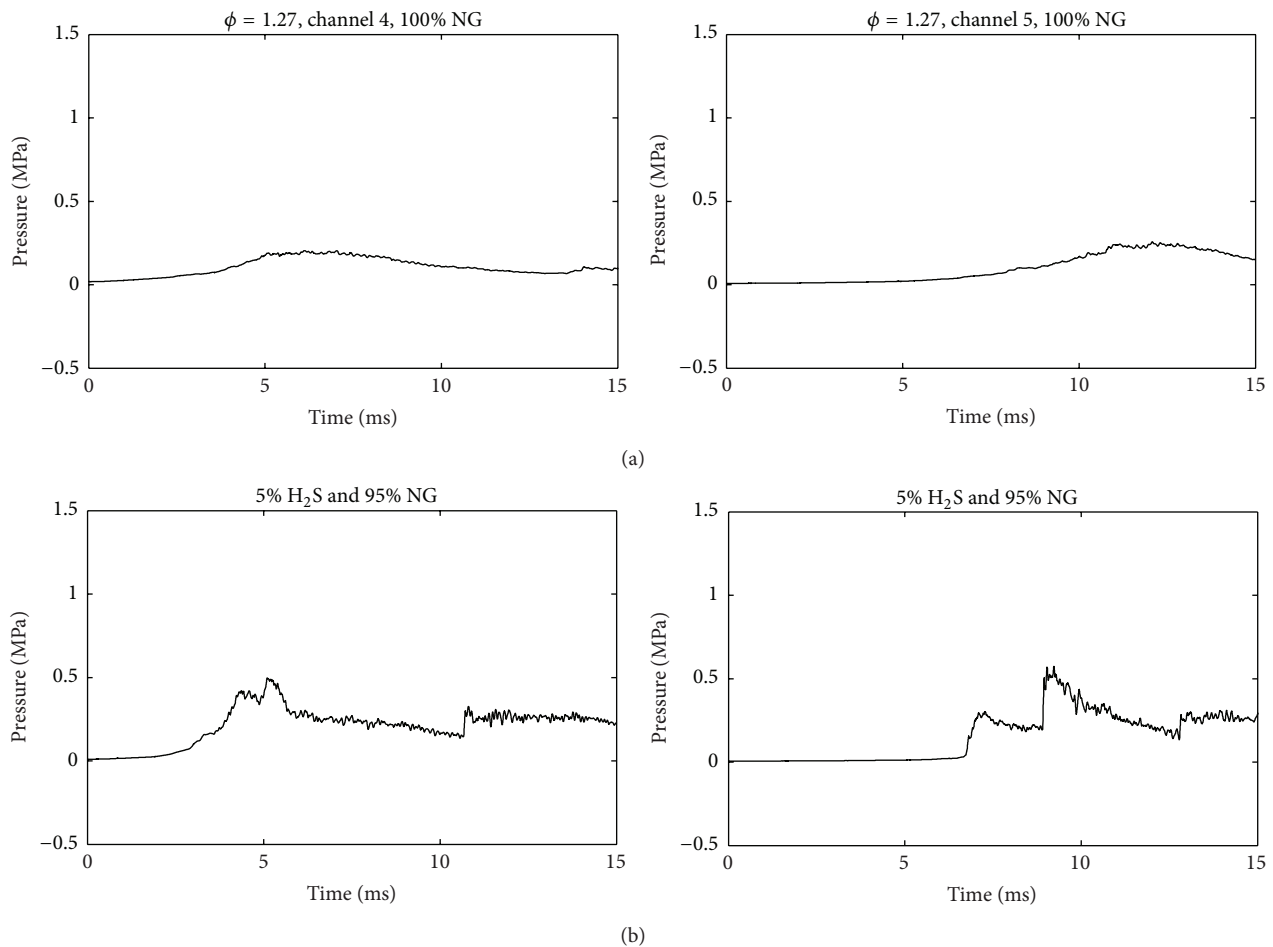 ϕ = 1.27, channel 4, 100% NG
1.5
1
0.5
0
−0.5
Pressure (MPa)
0
5
10
15
Time (ms)
ϕ = 1.27, channel 5, 100% NG
1.5
1
0.5
0
−0.5
Pressure (MPa)
0
5
10
15
Time (ms)
(a)
5% H₂S and 95% NG
1.5
1
0.5
0
−0.5
Pressure (MPa)
0
5
10
15
Time (ms)
5% H₂S and 95% NG
1.5
1
0.5
0
−0.5
Pressure (MPa)
0
5
10
15
Time (ms)
(b)